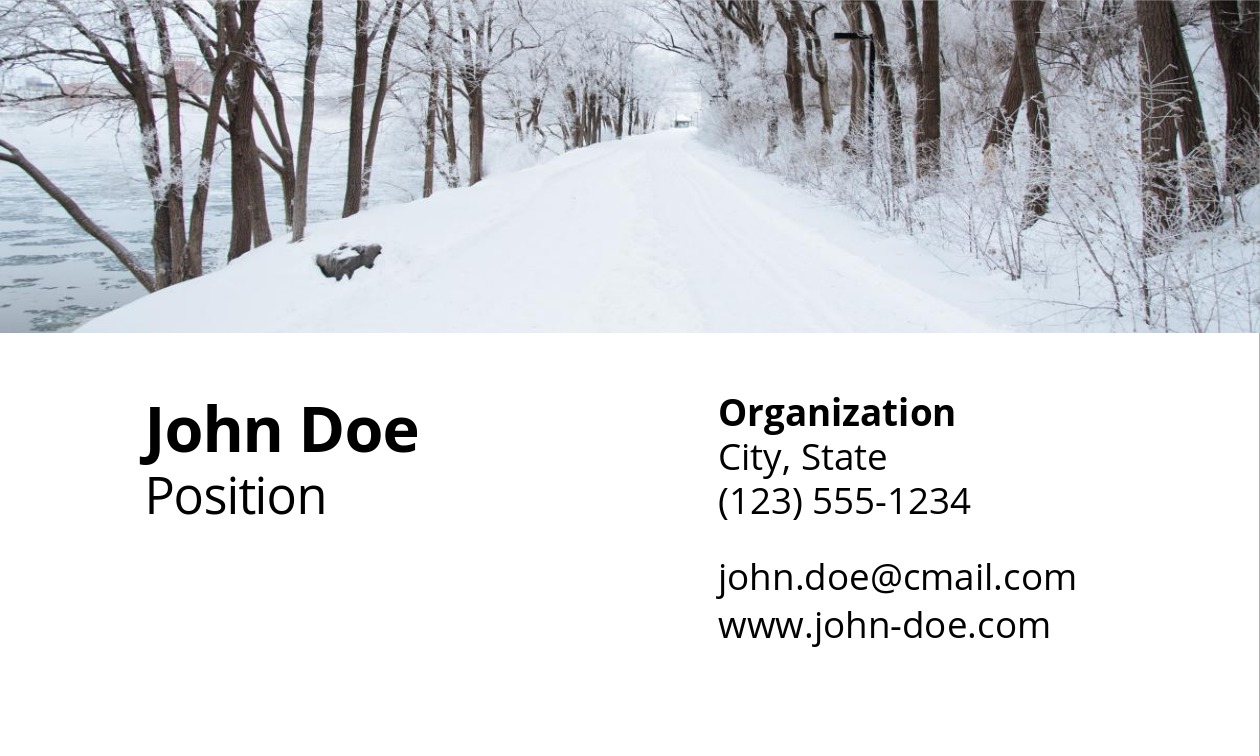 John Doe
Position
Organization
City, State
(123) 555-1234
john.doe@cmail.com
www.john-doe.com